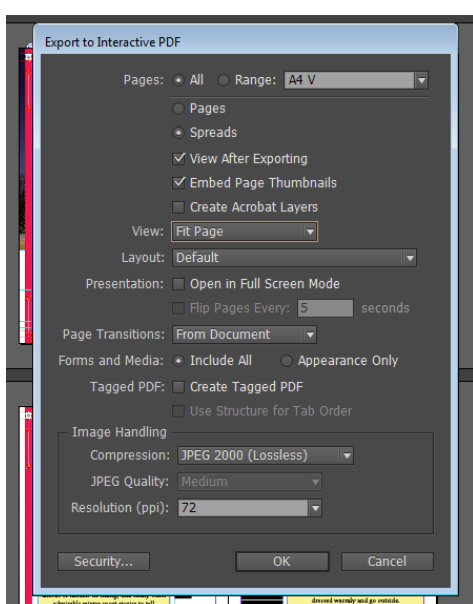 Export to Interactive PDF
Pages: All Range: A4 V
Pages
Spreads
View After Exporting
Embed Page Thumbnails
Create Acrobat Layers
View: Fit Page
Layout: Default
Presentation: Open in Full Screen Mode
Flip Pages Every: 5 seconds
Page Transitions: From Document
Forms and Media: Include All Appearance Only
Tagged PDF: Create Tagged PDF
Use Structure for Tab Order
Image Handling
Compression: JPEG 2000 (Lossless)
JPEG Quality: Medium
Resolution (ppi): 72
Security... OK Cancel
dressed warmly and go outside.